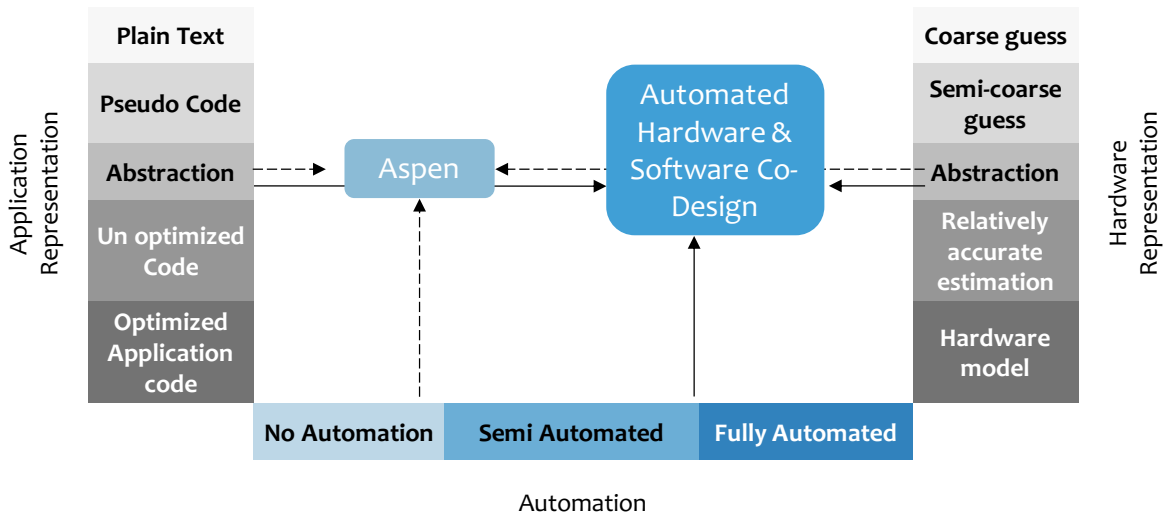 Plain Text
Pseudo Code
Abstraction
Un optimized
Code
Optimized
Application
code
Application
Representation
Aspen
Automated
Hardware &
Software Co-
Design
Coarse guess
Semi-coarse
guess
Abstraction
Relatively
accurate
estimation
Hardware
model
Hardware
Representation
No Automation
Semi Automated
Fully Automated
Automation